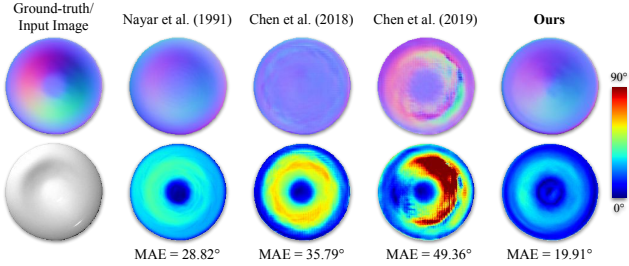 Ground-truth/
Input Image
Nayar et al. (1991)
Chen et al. (2018)
Chen et al. (2019)
Ours
90°
0°
MAE = 28.82°
MAE = 35.79°
MAE = 49.36°
MAE = 19.91°